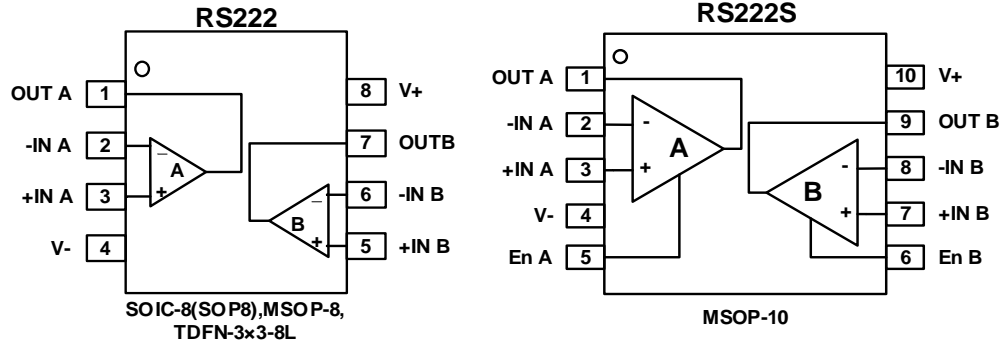 RS222
OUT A 1
-IN A 2
+IN A 3
V- 4
8 V+
7 OUTB
6 -IN B
5 +IN B
− A +
− B +
SOIC-8(SOP8),MSOP-8,
TDFN-3×3-8L
RS222S
OUT A 1
-IN A 2
+IN A 3
V- 4
En A 5
10 V+
9 OUT B
8 -IN B
7 +IN B
6 En B
- A +
- B +
MSOP-10